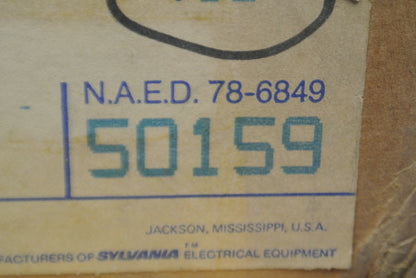 N.A.E.D. 78-6849
50159
JACKSON, MISSISSIPPI, U.S.A.
FACTURERS OF SYLVANIA ™ ELECTRICAL EQUIPMENT